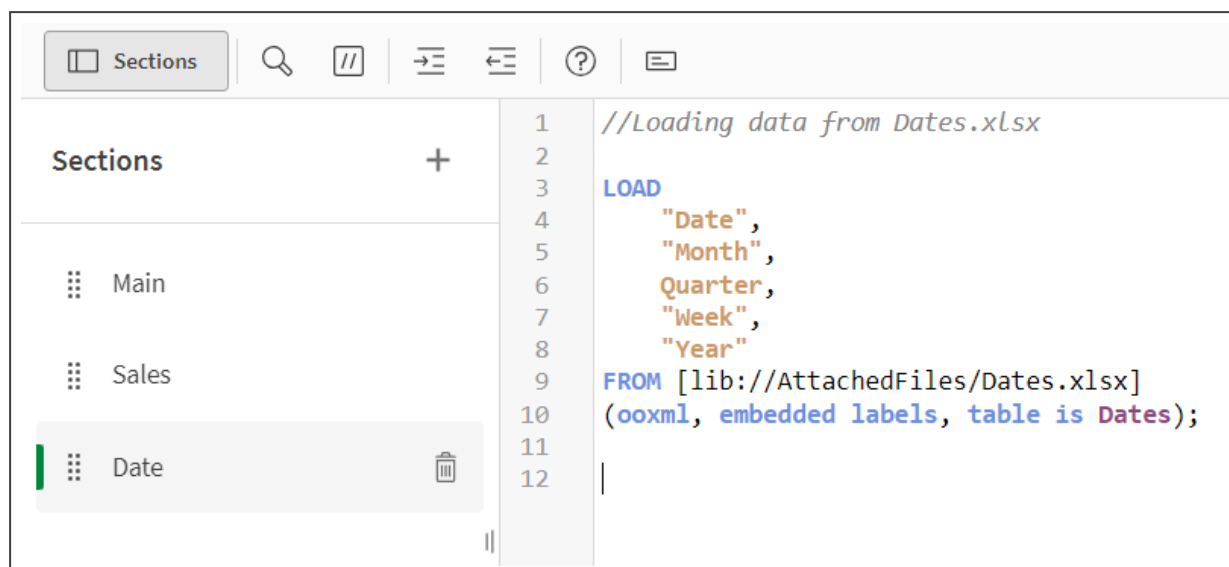 Sections
Sections
Main
Sales
Date
1 //Loading data from Dates.xlsx
2
3 LOAD
4 "Date",
5 "Month",
6 Quarter,
7 "Week",
8 "Year"
9 FROM [lib://AttachedFiles/Dates.xlsx]
10 (ooxml, embedded labels, table is Dates);
11
12